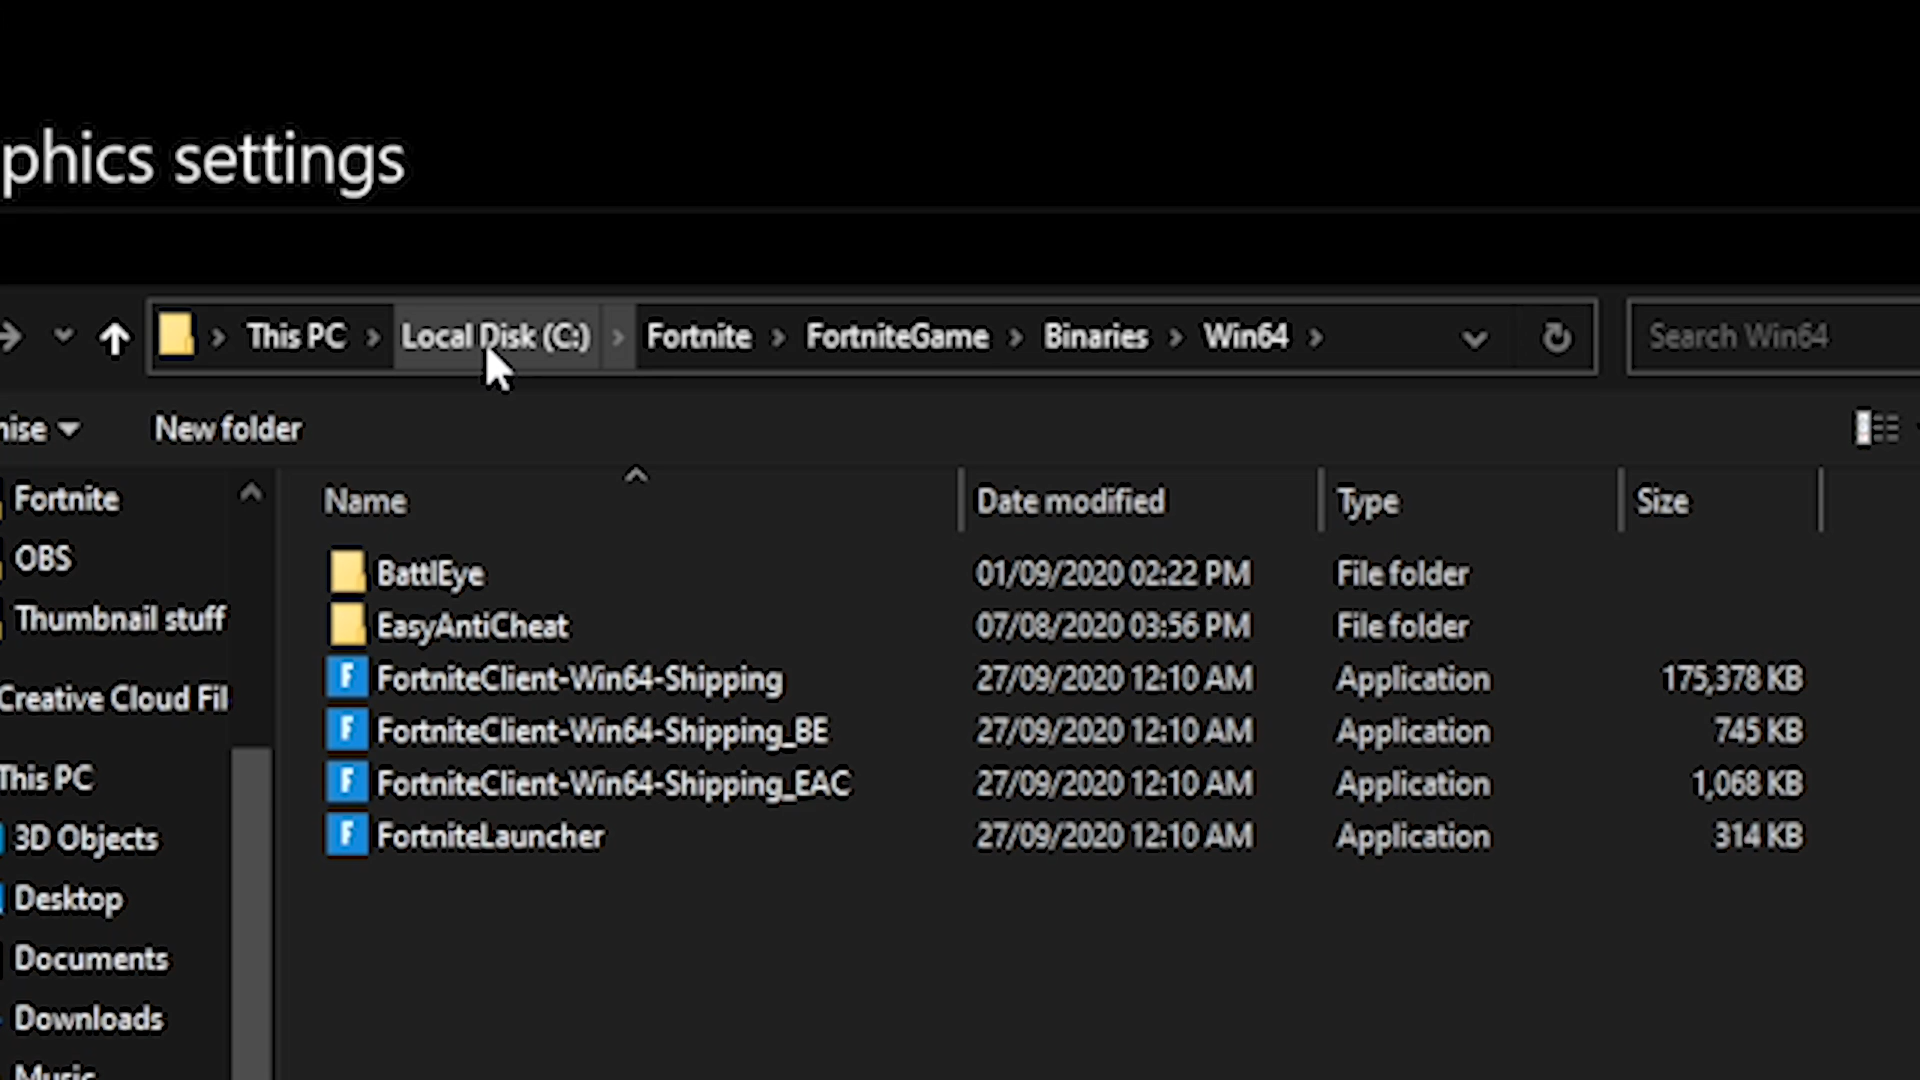 phics settings
This PC > Local Disk (C:) > Fortnite > FortniteGame > Binaries > Win64 >
Search Win64
nise
New folder
Fortnite
OBS
Thumbnail stuff
Creative Cloud Fil
This PC
3D Objects
Desktop
Documents
Downloads
Music
Name Date modified Type Size
BattlEye 01/09/2020 02:22 PM File folder
EasyAntiCheat 07/08/2020 03:56 PM File folder
F FortniteClient-Win64-Shipping 27/09/2020 12:10 AM Application 175,378 KB
F FortniteClient-Win64-Shipping_BE 27/09/2020 12:10 AM Application 745 KB
F FortniteClient-Win64-Shipping_EAC 27/09/2020 12:10 AM Application 1,068 KB
F FortniteLauncher 27/09/2020 12:10 AM Application 314 KB